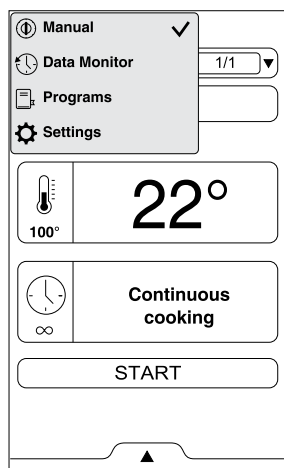 Manual
Data Monitor
1/1
Programs
Settings
22°
100°
Continuous
cooking
∞
START